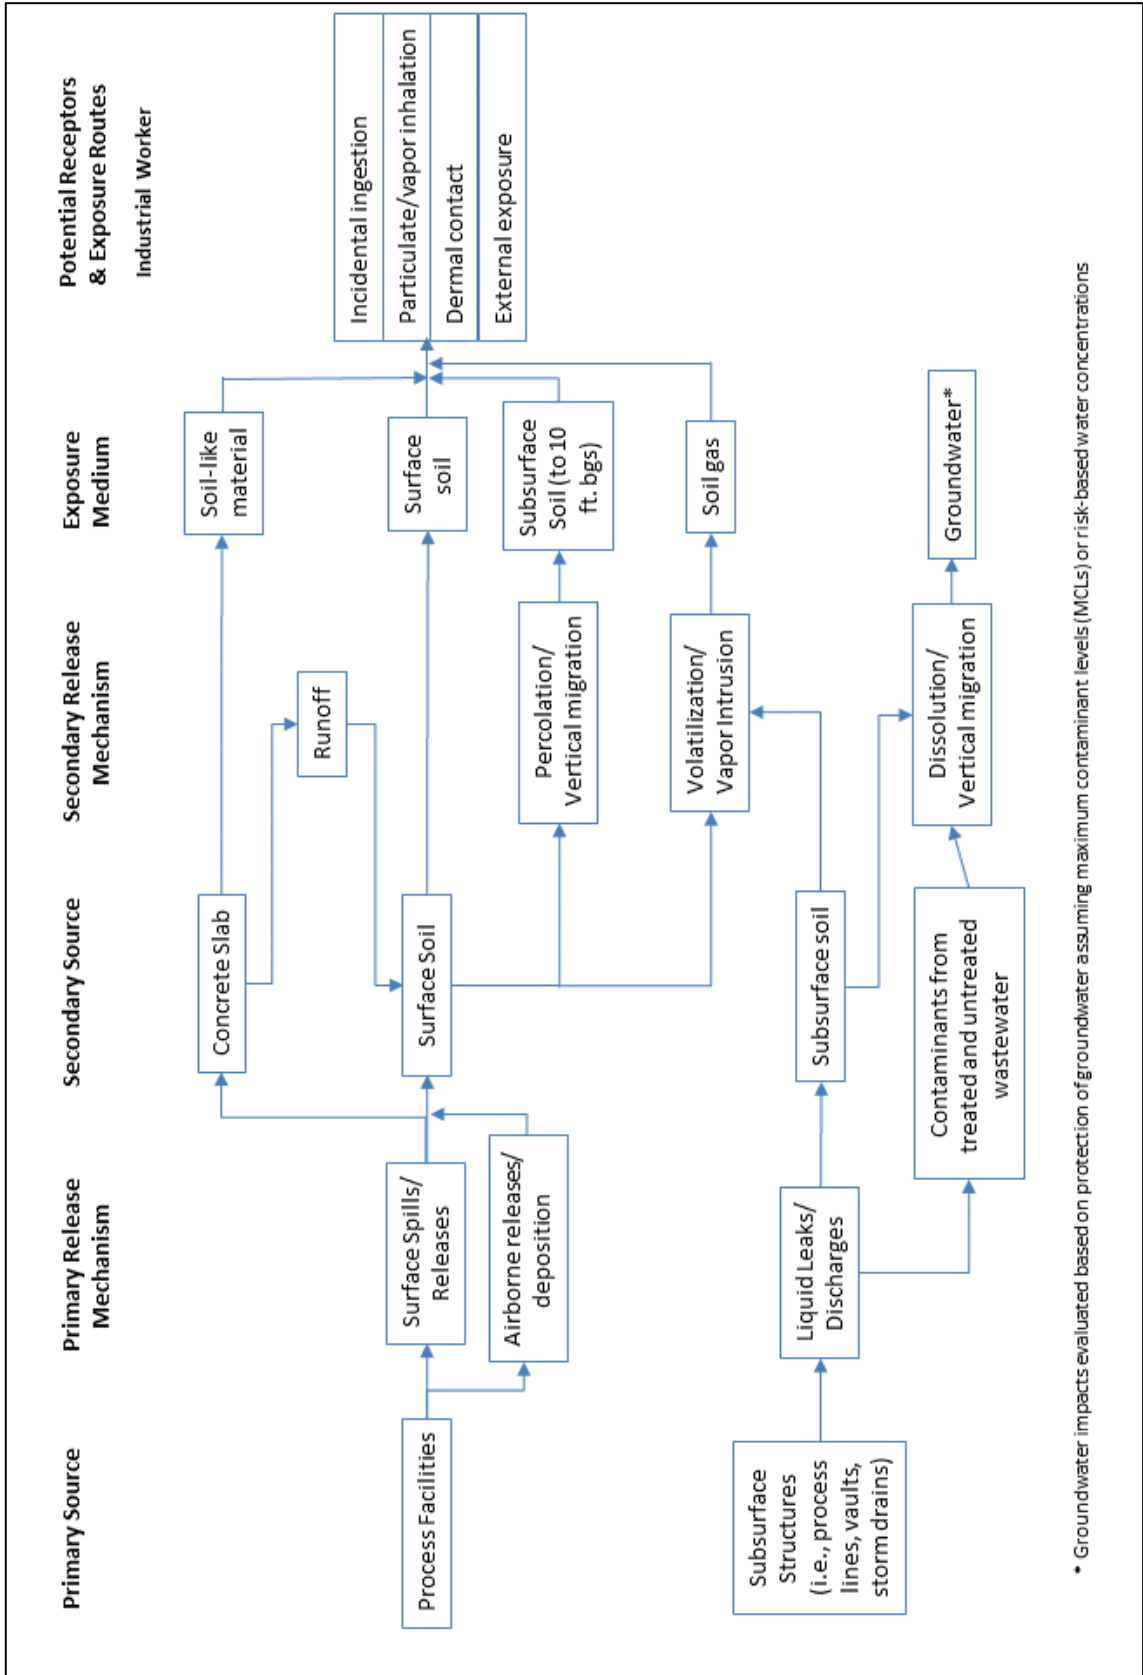 Primary Source
Primary Release
Mechanism
Secondary Source
Secondary Release
Mechanism
Exposure
Medium
Potential Receptors
& Exposure Routes
Industrial Worker
Process Facilities
Surface Spills/
Releases
Airborne releases/
deposition
Concrete Slab
Runoff
Surface Soil
Soil-like
material
Surface
soil
Percolation/
Vertical migration
Subsurface
Soil (to 10
ft. bgs)
Volatilization/
Vapor Intrusion
Soil gas
Incidental ingestion
Particulate/vapor inhalation
Dermal contact
External exposure
Subsurface
Structures
(i.e., process
lines, vaults,
storm drains)
Liquid Leaks/
Discharges
Subsurface soil
Contaminants from
treated and untreated
wastewater
Dissolution/
Vertical migration
Groundwater*
* Groundwater impacts evaluated based on protection of groundwater assuming maximum contaminant levels (MCLs) or risk-based water concentrations